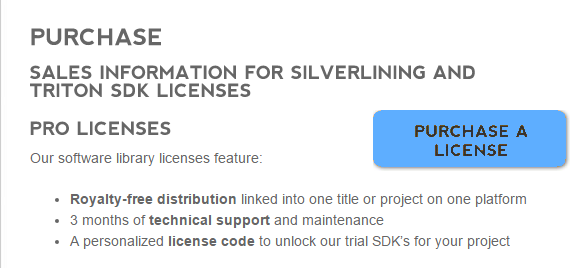 PURCHASE
SALES INFORMATION FOR SILVERLINING AND
TRITON SDK LICENSES
PRO LICENSES
PURCHASE A
LICENSE
Our software library licenses feature:
Royalty-free distribution linked into one title or project on one platform
3 months of technical support and maintenance
A personalized license code to unlock our trial SDK's for your project